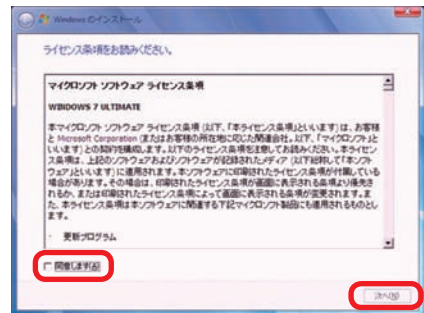 Windows のインストール
ライセンス条項をお読みください。
マイクロソフト ソフトウェア ライセンス条項
WINDOWS 7 ULTIMATE
本マイクロソフト ソフトウェア ライセンス条項 (以下、「本ライセンス条項」といいます) は、お客様
と Microsoft Corporation (またはお客様の所在地に応じた関連会社。以下、「マイクロソフト」と
いいます) との契約を構成します。以下のライセンス条項を注意してお読みください。本ライセン
ス条項は、上記のソフトウェアおよびソフトウェアが記録されたメディア (以下総称して「本ソフト
ウェア」といいます) に適用されます。本ソフトウェアに印刷されたライセンス条項が付属している
場合があります。その場合は、印刷されたライセンス条項が画面に表示される条項より優先さ
れるか、または印刷されたライセンス条項によって画面に表示される条項が変更されます。ま
た、本ライセンス条項は本ソフトウェアに関連する下記マイクロソフト製品にも適用されるものとし
ます。
· 更新プログラム
同意します(A)
次へ(N)